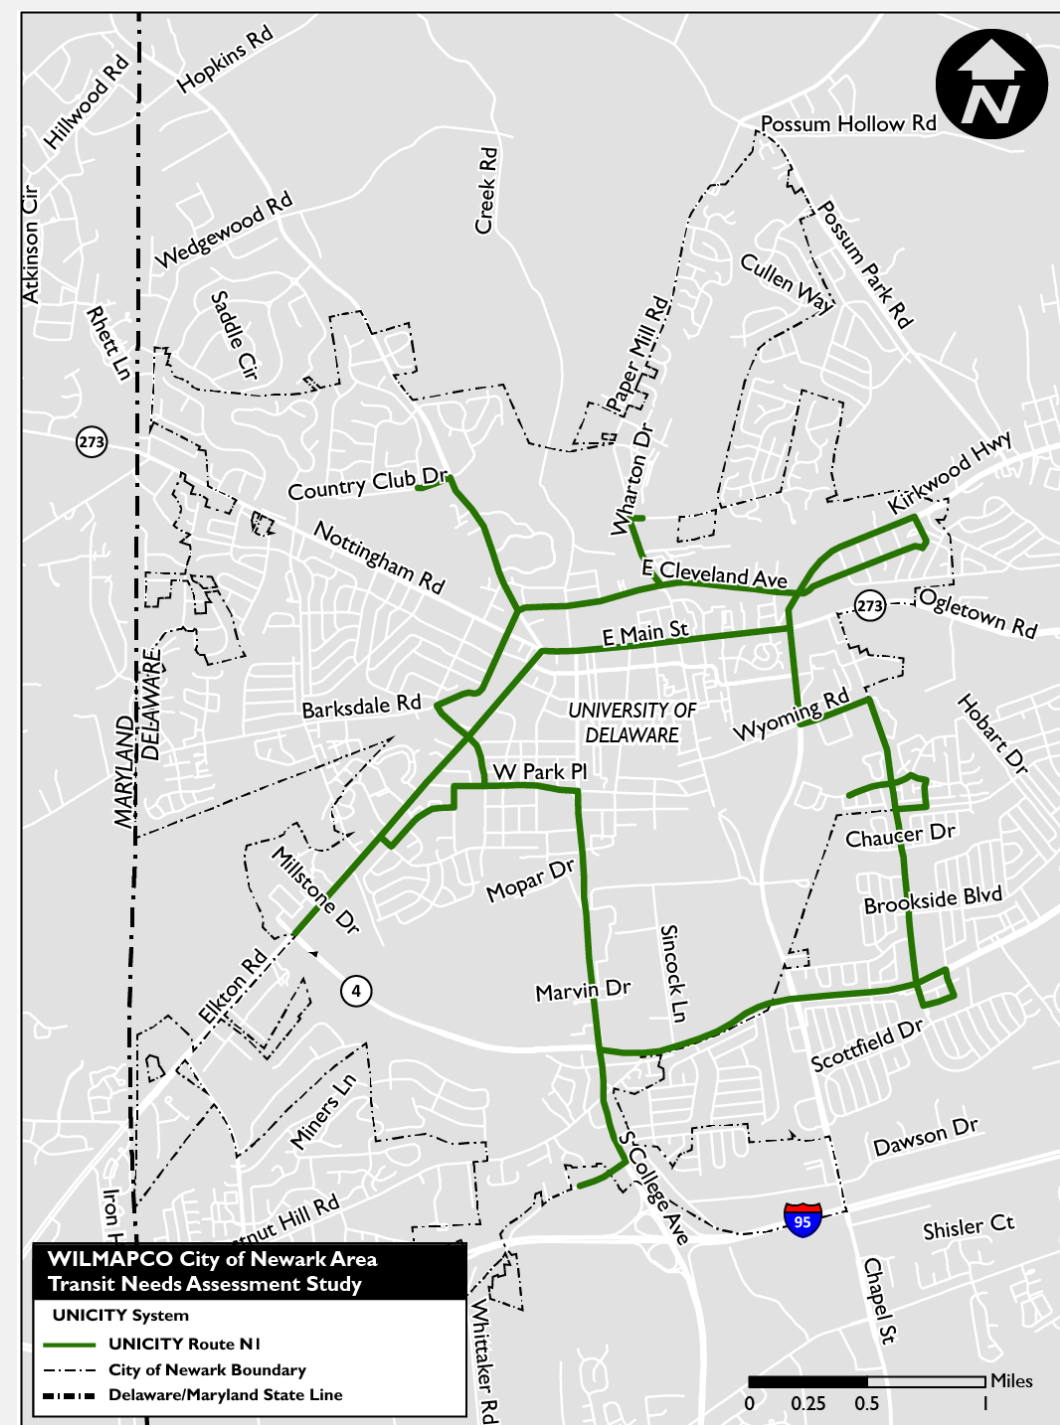 Hopkins Rd
Hillwood Rd
N
Possum Hollow Rd
Creek Rd
Atkinson Cir
Wedgewood Rd
Possum Park Rd
Cullen Way
Saddle Cir
Rhett Ln
Paper Mill Rd
273
Kirkwood Hwy
Wharton Dr
Country Club Dr
Nottingham Rd
E Cleveland Ave
273
Ogletown Rd
E Main St
MARYLAND
DELAWARE
Barksdale Rd
UNIVERSITY OF
DELAWARE
Wyoming Rd
Hobart Dr
W Park Pl
Chaucer Dr
Millstone Dr
Mopar Dr
Brookside Blvd
Sincock Ln
Elkton Rd
4
Marvin Dr
Scottfield Dr
Miners Ln
S College Ave
Dawson Dr
Iron H
stnut Hill Rd
95
Shisler Ct
Chapel St
Whittaker Rd
WILMAPCO City of Newark Area
Transit Needs Assessment Study
UNICITY System
UNICITY Route N1
City of Newark Boundary
Delaware/Maryland State Line
Miles
0 0.25 0.5 1